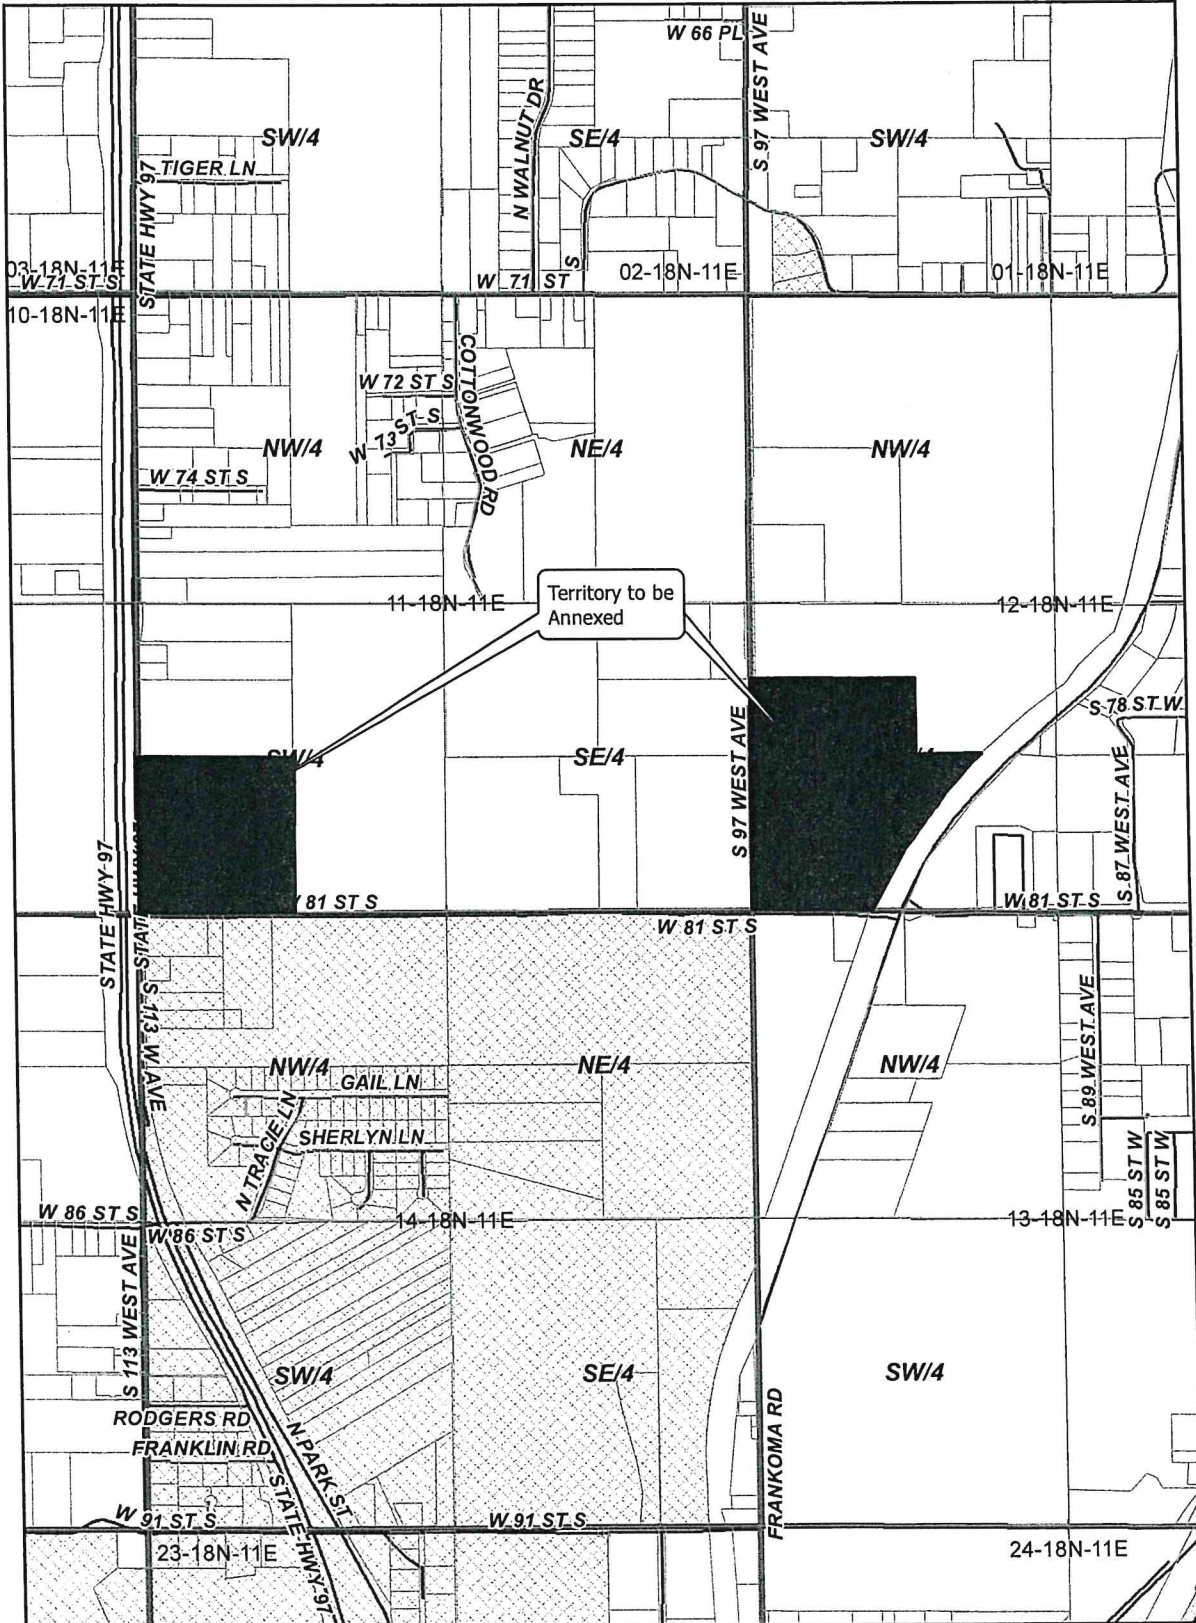 W 66 PL
S 97 WEST AVE
N WALNUT DR
SW/4
SE/4
SW/4
TIGER LN
STATE HWY 97
03-18N-11E
W 71 ST S
W 71 ST S
02-18N-11E
01-18N-11E
10-18N-11E
COTTONWOOD RD
W 72 ST S
W 73 ST S
NW/4
NE/4
NW/4
W 74 ST S
Territory to be
Annexed
11-18N-11E
12-18N-11E
S 78 ST W
S 97 WEST AVE
SW/4
SE/4
S 87 WEST AVE
STATE HWY 97
81 ST S
W 81 ST S
W 81 ST S
S 113 W AVE
S 89 WEST AVE
NW/4
NE/4
NW/4
GAIL LN
N TRACIE LN
SHERLYN LN
S 85 ST W
S 85 ST W
W 86 ST S
W 86 ST S
14-18N-11E
13-18N-11E
S 113 WEST AVE
SW/4
SE/4
SW/4
RODGERS RD
FRANKLIN RD
N PARK ST
STATE HWY 97
FRANKOMA RD
W 91 ST S
W 91 ST S
23-18N-11E
24-18N-11E